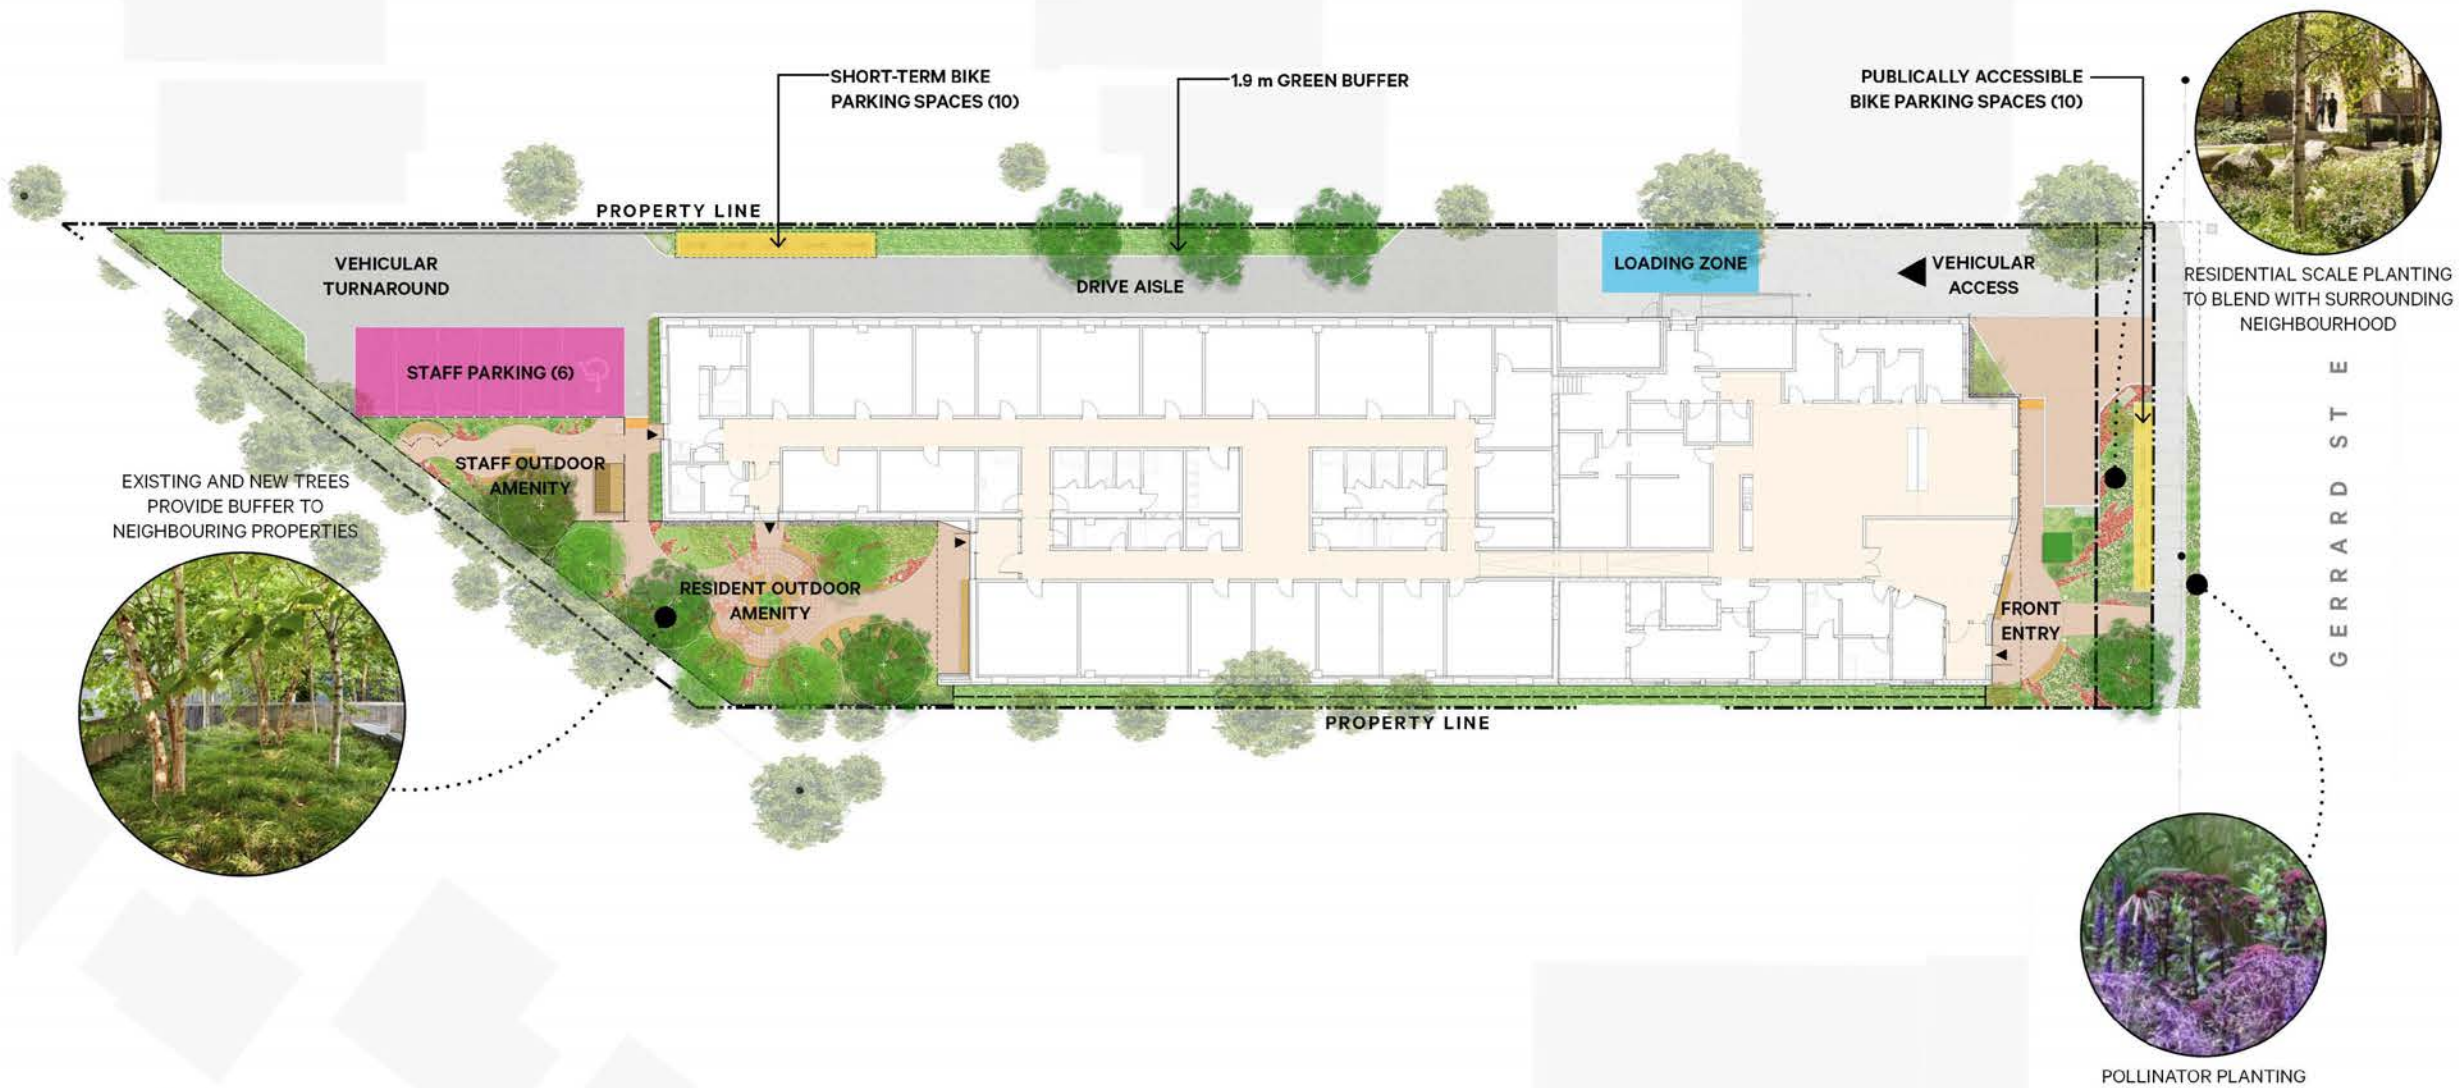 SHORT-TERM BIKE
PARKING SPACES (10)
1.9 m GREEN BUFFER
PUBLICALLY ACCESSIBLE
BIKE PARKING SPACES (10)
PROPERTY LINE
VEHICULAR
TURNAROUND
DRIVE AISLE
LOADING ZONE
VEHICULAR
ACCESS
RESIDENTIAL SCALE PLANTING
TO BLEND WITH SURROUNDING
NEIGHBOURHOOD
STAFF PARKING (6)
GERRARD ST E
STAFF OUTDOOR
AMENITY
EXISTING AND NEW TREES
PROVIDE BUFFER TO
NEIGHBOURING PROPERTIES
RESIDENT OUTDOOR
AMENITY
FRONT
ENTRY
PROPERTY LINE
POLLINATOR PLANTING